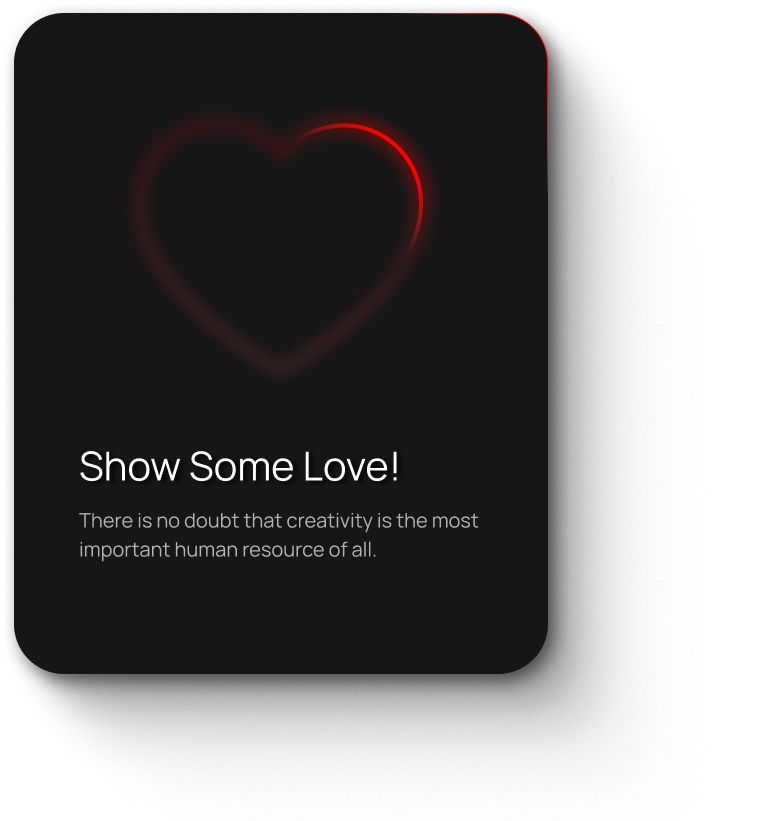 Show Some Love!
There is no doubt that creativity is the most
important human resource of all.